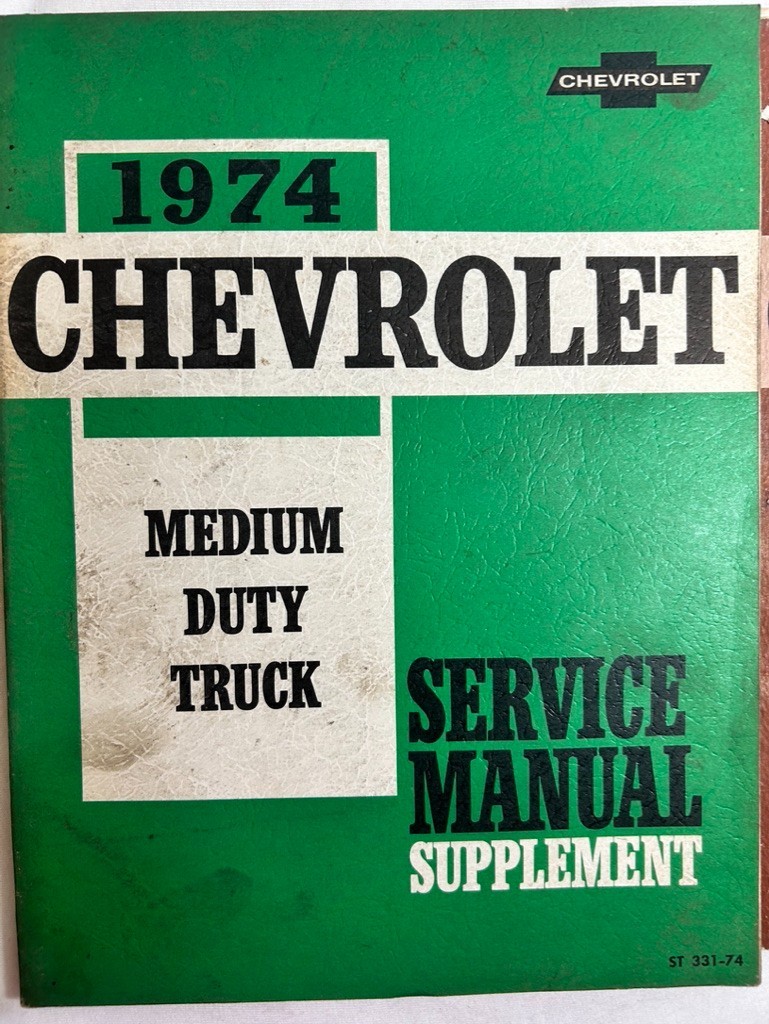 CHEVROLET
1974
CHEVROLET
MEDIUM
DUTY
TRUCK
SERVICE
MANUAL
SUPPLEMENT
ST 331-74